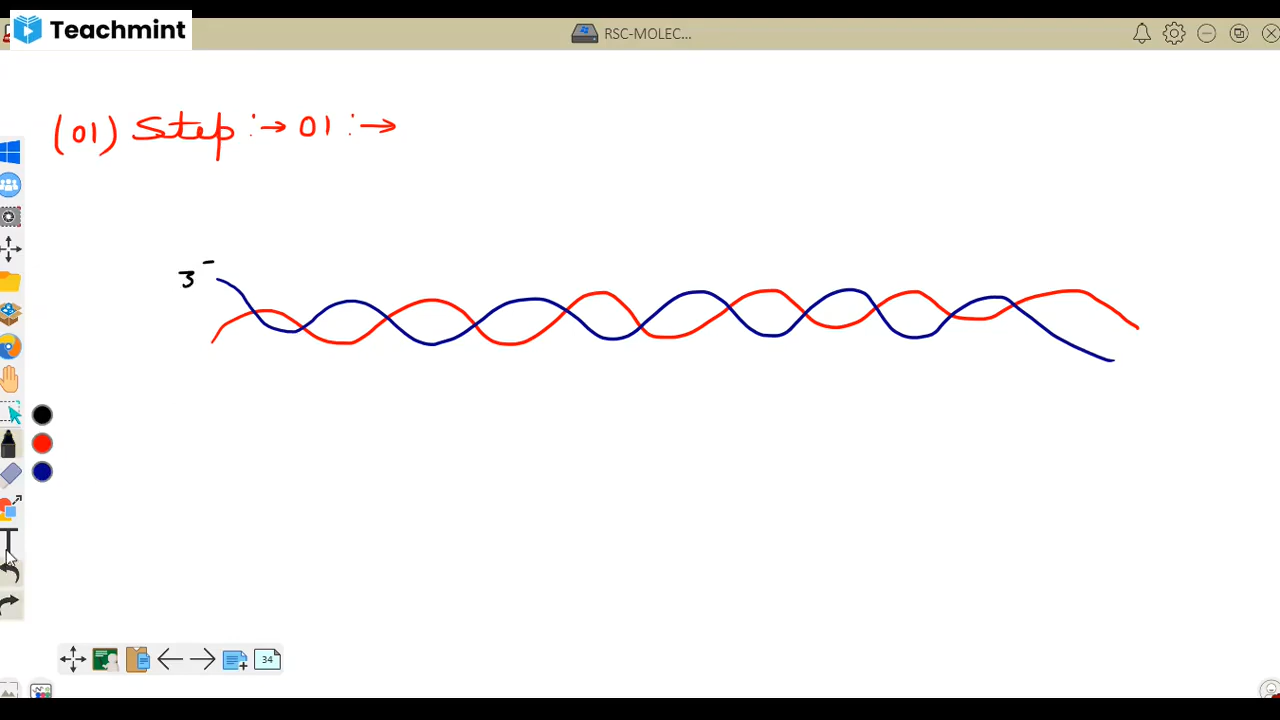 Teachmint
RSC-MOLEC...
(01) Step :→ 01 :→
3
34